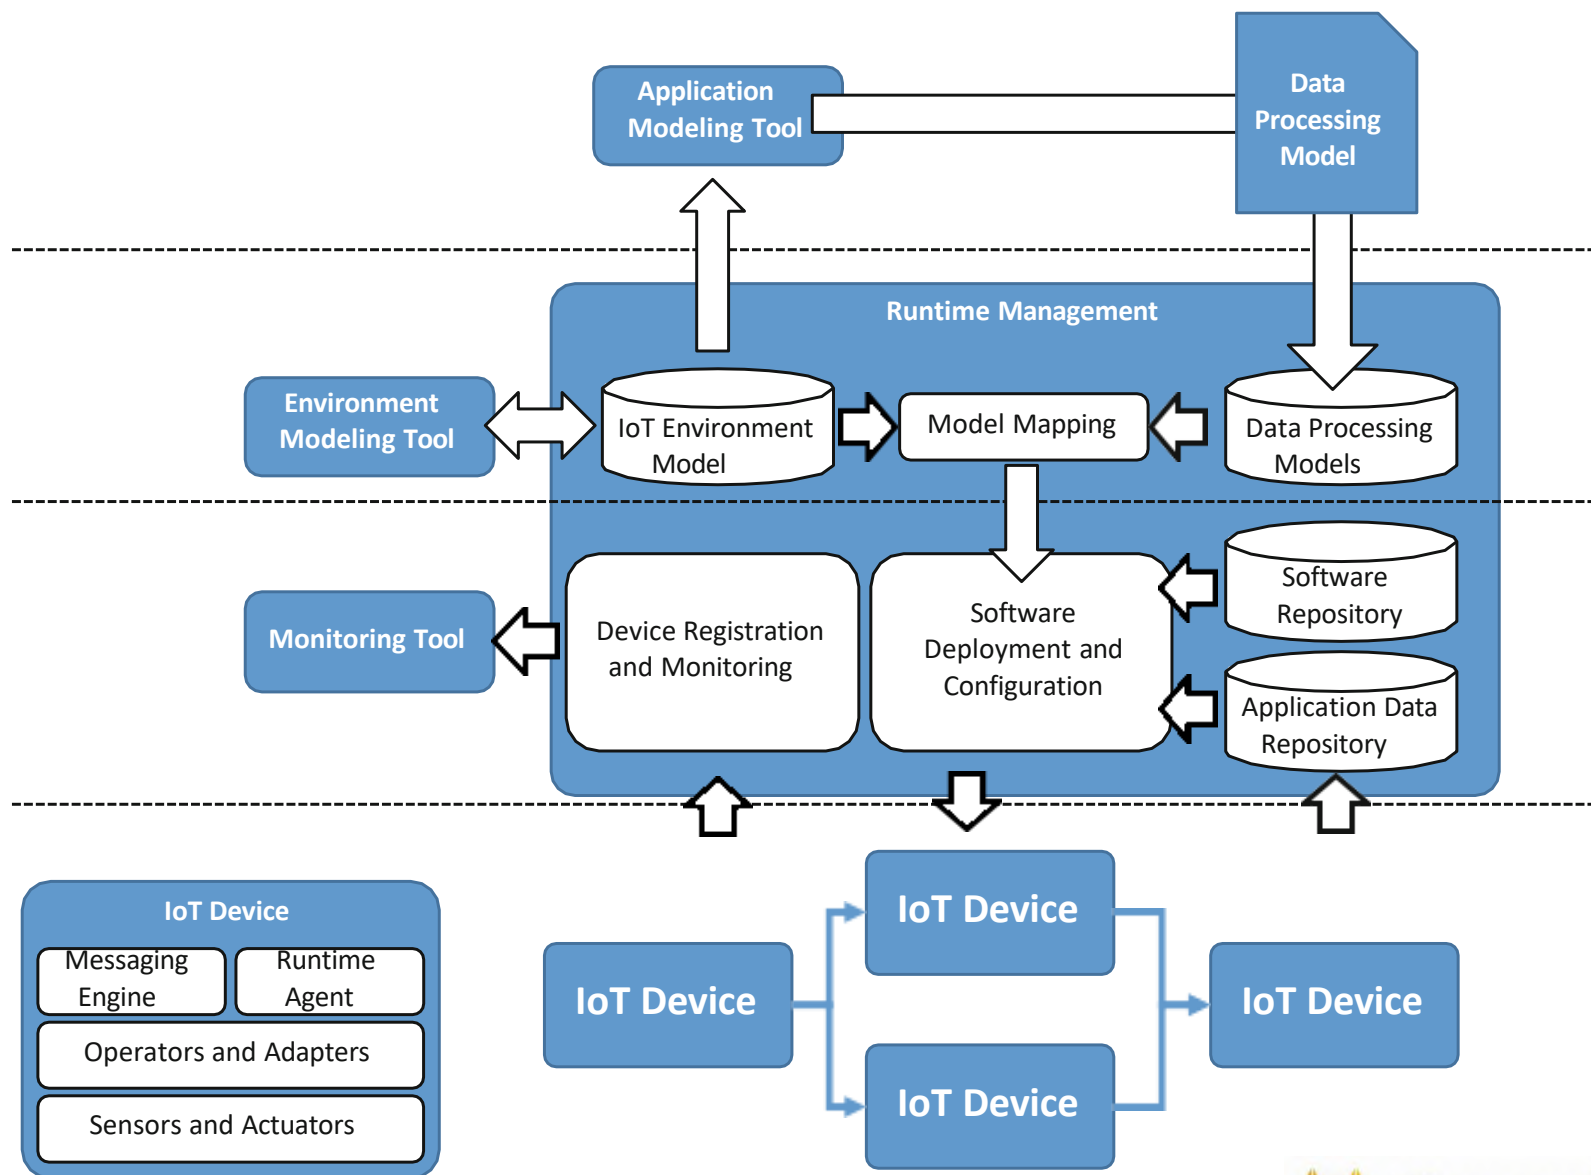 Application
Modeling Tool
Data
Processing
Model
Runtime Management
Environment
Modeling Tool
IoT Environment
Model
Model Mapping
Data Processing
Models
Monitoring Tool
Device Registration
and Monitoring
Software
Deployment and
Configuration
Software
Repository
Application Data
Repository
IoT Device
Messaging
Engine
Runtime
Agent
Operators and Adapters
Sensors and Actuators
IoT Device
IoT Device
IoT Device
IoT Device